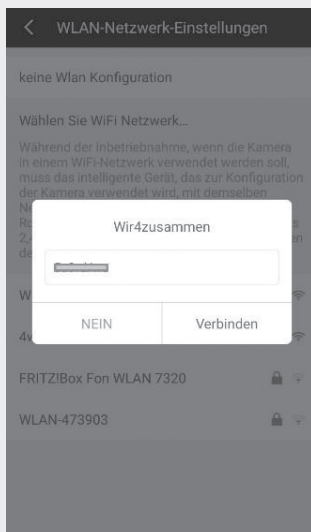 WLAN-Netzwerk-Einstellungen
keine Wlan Konfiguration
Wählen Sie WiFi Netzwerk...
Während der Inbetriebnahme, wenn die Kamera
in einem WiFi-Netzwerk verwendet werden soll,
muss das intelligente Gerät, das zur Konfiguration
der Kamera verwendet wird, mit demselben
Wir4zusammen
NEIN
Verbinden
FRITZ!Box Fon WLAN 7320
WLAN-473903